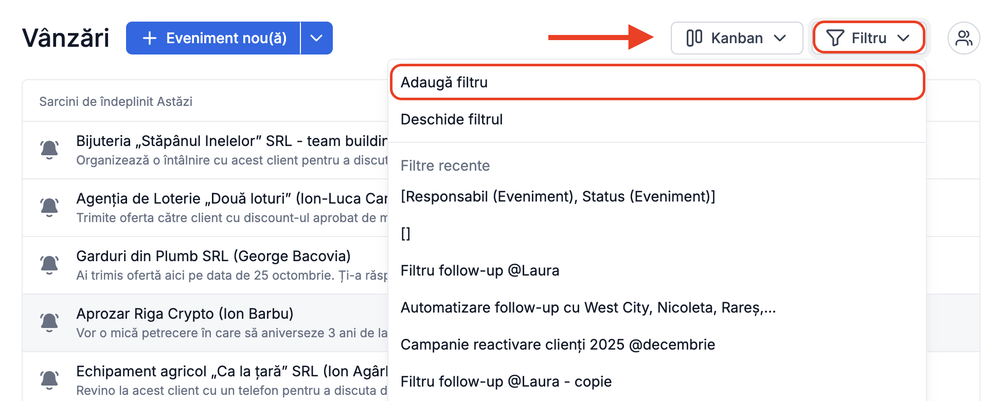 Vânzări
Eveniment nou(ă)
Kanban
Filtru
Adaugă filtru
Deschide filtrul
Filtre recente
[Responsabil (Eveniment), Status (Eveniment)]
[]
Filtru follow-up @Laura
Automatizare follow-up cu West City, Nicoleta, Rareș,...
Campanie reactivare clienți 2025 @decembrie
Filtru follow-up @Laura - copie
Sarcini de îndeplinit Astăzi
Bijuteria „Stăpânul Inelelor” SRL - team buildin
Organizează o întâlnire cu acest client pentru a discut
Agenția de Loterie „Două loturi” (Ion-Luca Car
Trimite oferta către client cu discount-ul aprobat de m
Garduri din Plumb SRL (George Bacovia)
Ai trimis ofertă aici pe data de 25 octombrie. Ți-a răsp
Aprozar Riga Crypto (Ion Barbu)
Vor o mică petrecere în care să aniverseze 3 ani de la
Echipament agricol „Ca la țară” SRL (Ion Agârb
Revino la acest client cu un telefon pentru a discuta d